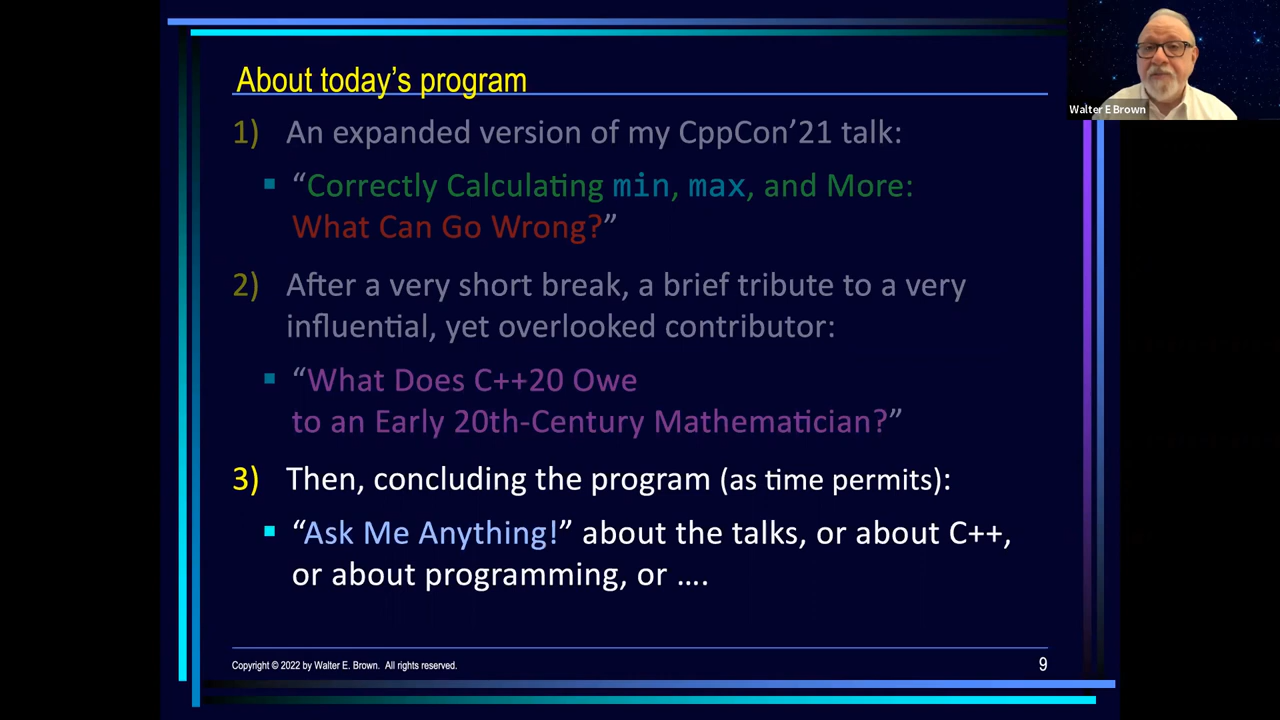 About today's program
Walter E Brown
1) An expanded version of my CppCon’21 talk:
“Correctly Calculating min, max, and More:
What Can Go Wrong?”
2) After a very short break, a brief tribute to a very
influential, yet overlooked contributor:
“What Does C++20 Owe
to an Early 20th-Century Mathematician?”
3) Then, concluding the program (as time permits):
“Ask Me Anything!” about the talks, or about C++,
or about programming, or ….
Copyright © 2022 by Walter E. Brown. All rights reserved.
9